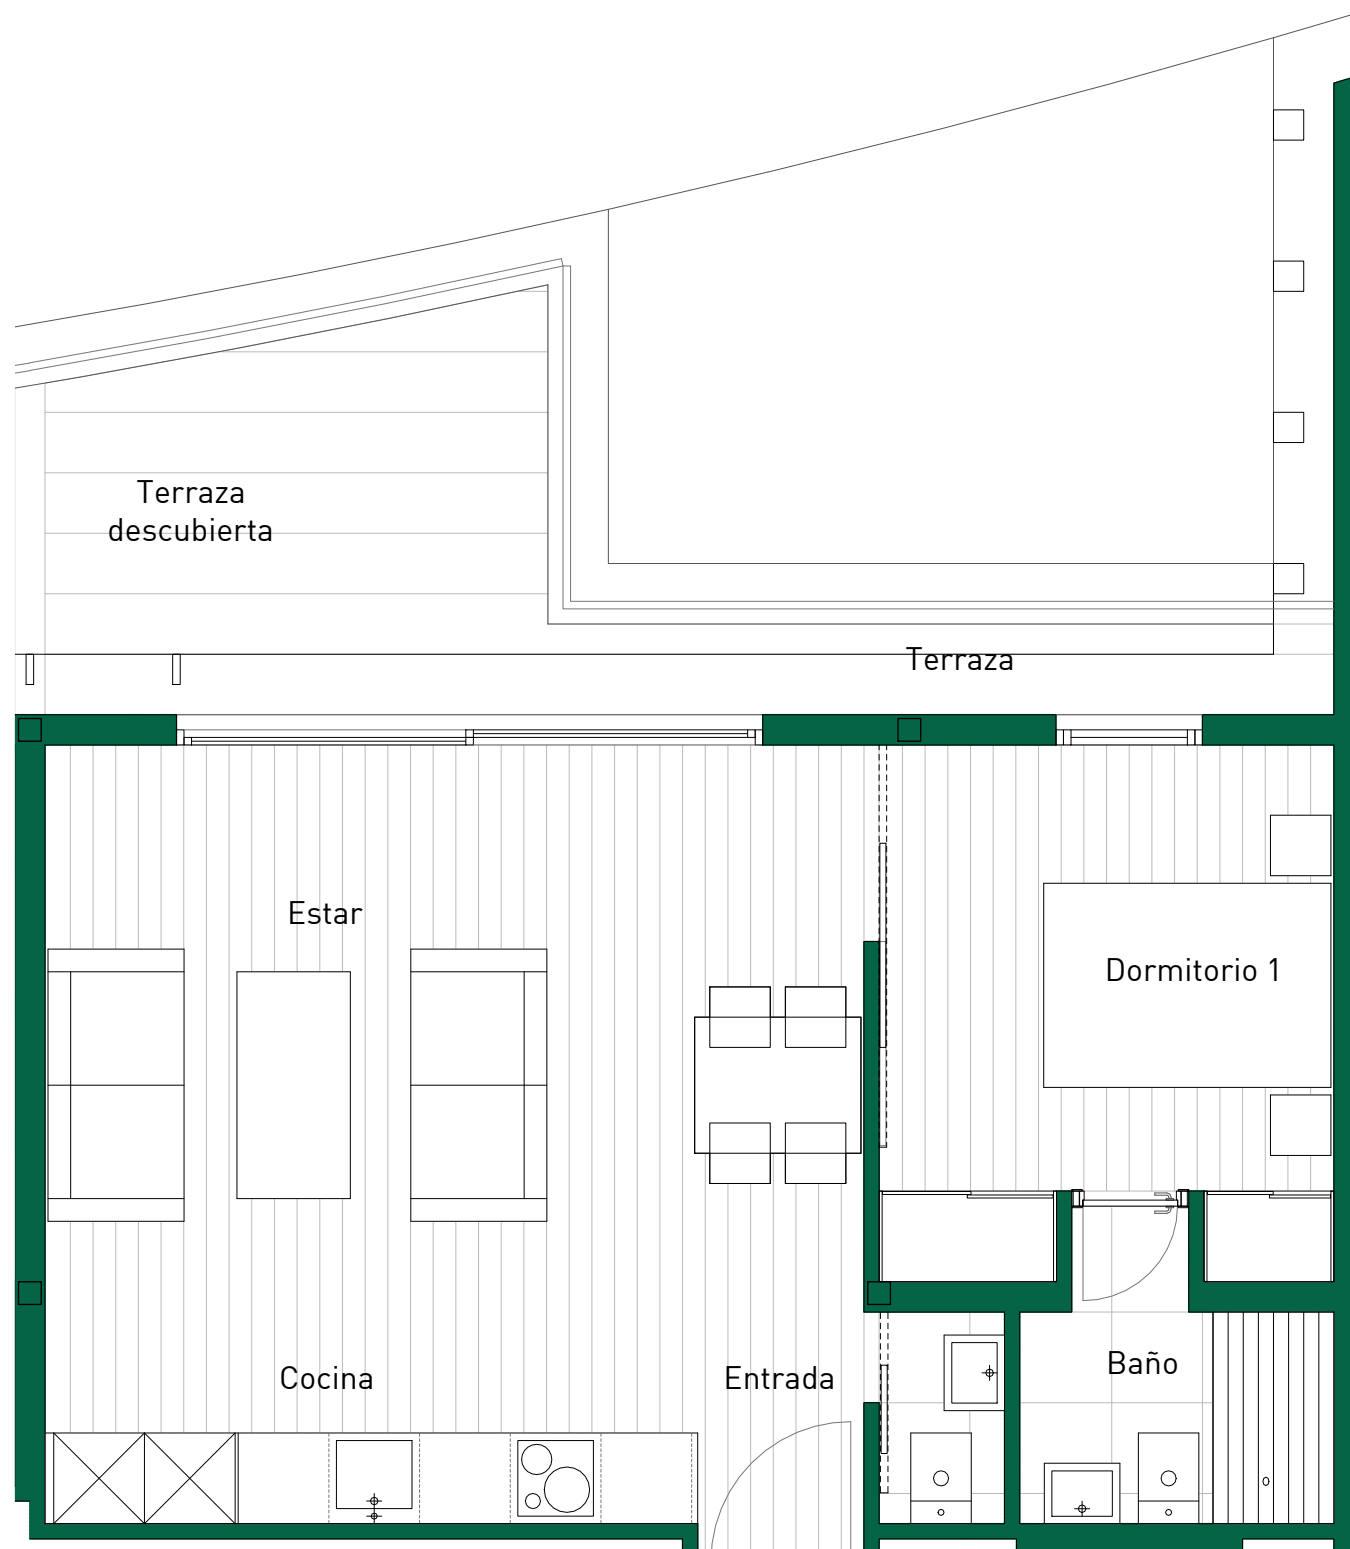 Terraza
descubierta
Terraza
Estar
Dormitorio 1
Cocina
Entrada
Baño